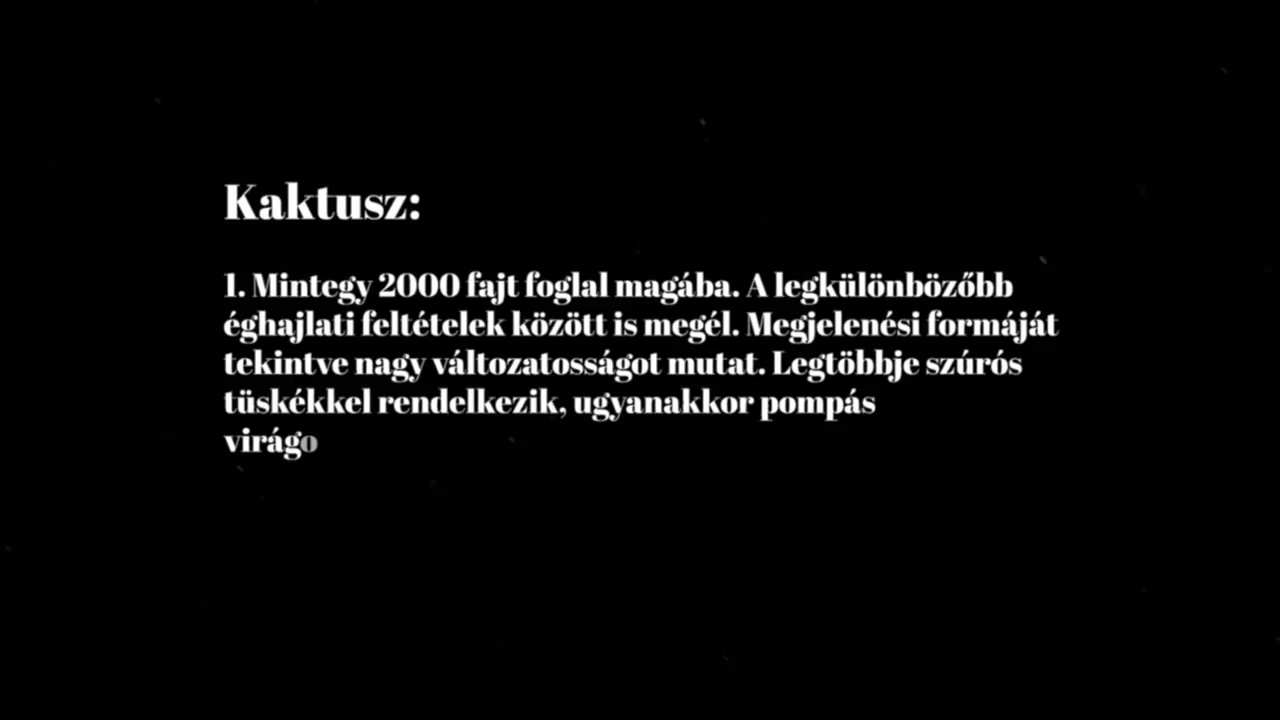 Kaktusz:
1. Mintegy 2000 fajt foglal magába. A legkülönbözőbb
éghajlati feltételek között is megél. Megjelenési formáját
tekintve nagy változatosságot mutat. Legtöbbje szúrós
tüskékkel rendelkezik, ugyanakkor pompás
virágo